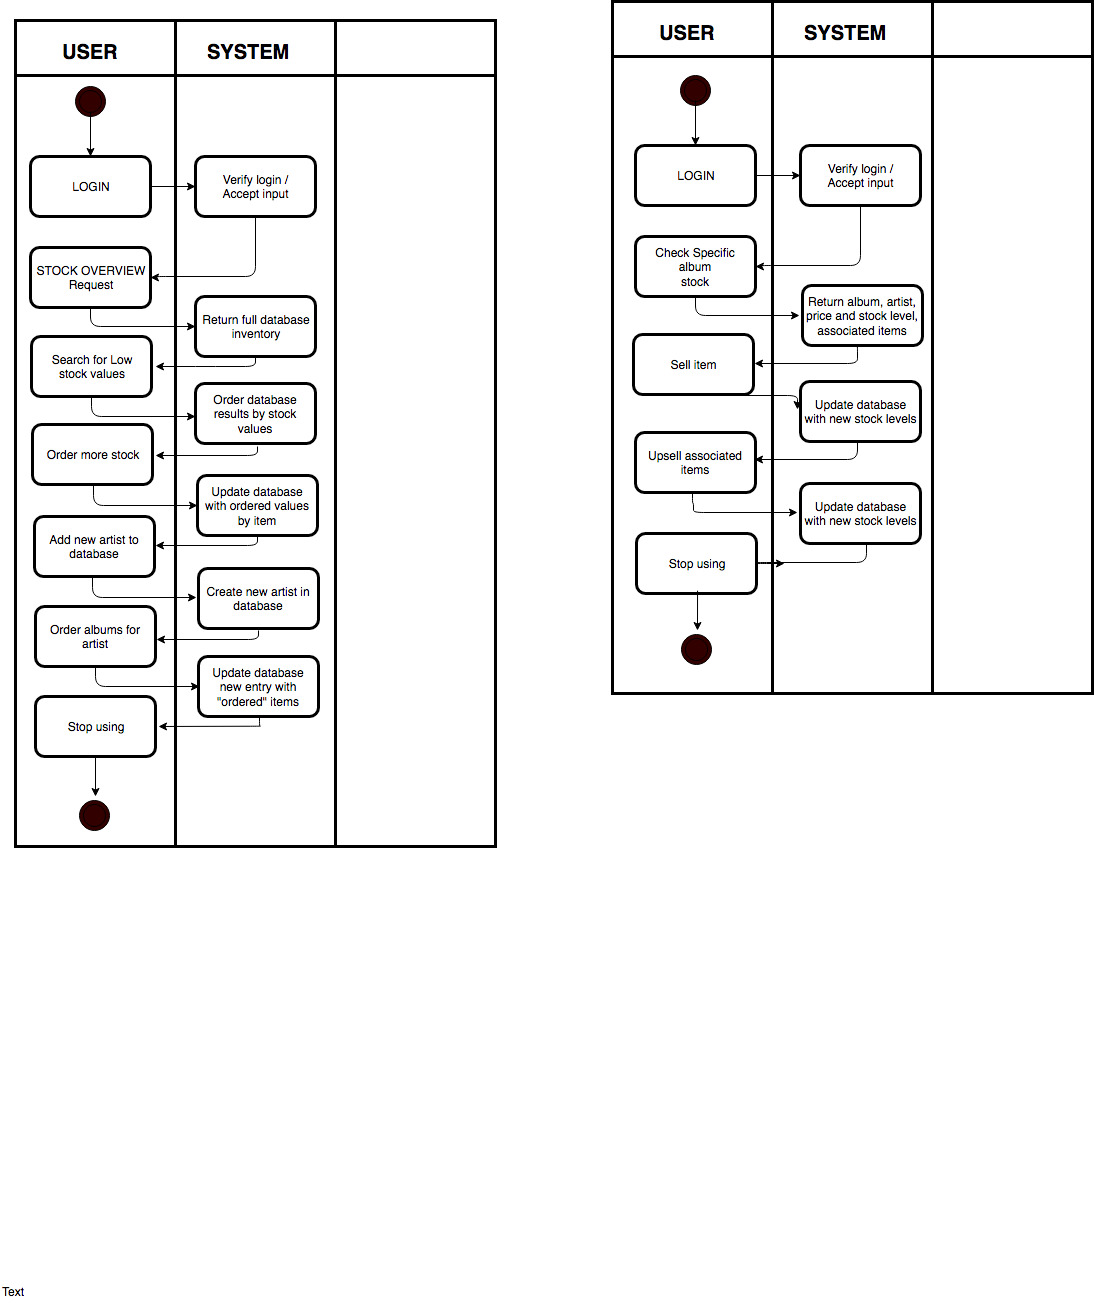 USER
SYSTEM
LOGIN
Verify login /
Accept input
STOCK OVERVIEW
Request
Return full database
inventory
Search for Low
stock values
Order database
results by stock
values
Order more stock
Update database
with ordered values
by item
Add new artist to
database
Create new artist in
database
Order albums for
artist
Update database
new entry with
"ordered" items
Stop using
USER
SYSTEM
LOGIN
Verify login /
Accept input
Check Specific
album
stock
Return album, artist,
price and stock level,
associated items
Sell item
Update database
with new stock levels
Upsell associated
items
Update database
with new stock levels
Stop using
Text